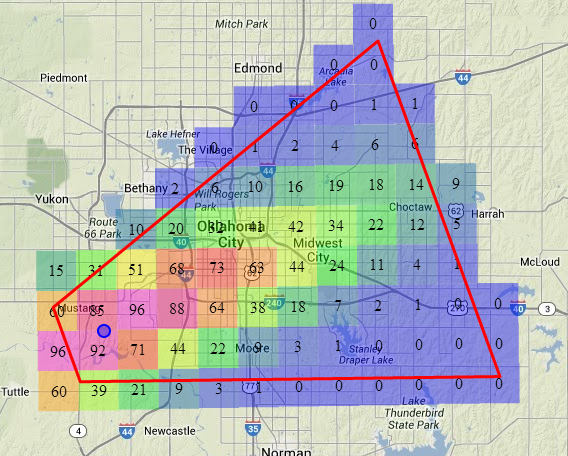 0
Mitch Park
Edmond
0 0
Arcadia
Lake
44
Piedmont
0 0 0 1 1
Lake Hefner
The Village
0 1 2 4 6 6
44
Bethany
2 6 10 16 19 18 14 9
Will Rogers
Park
Yukon
Route
66 Park
Choctaw
62
Harrah
10 20 32 41 42 34 22 12 5
Oklahoma
City
40
Midwest
City
McLoud
15 31 51 68 73 63 44 24 11 4 1
44
60 85 96 88 64 38 18 7 2 1 0 0
Mustang
240
270
40
3
96 92 71 44 22 9 3 1 0 0 0 0
Moore
Stanley
Draper Lake
Tuttle
60 39 21 9 3 1 0 0 0 0 0 0
77
Lake
Thunderbird
State Park
4
44
Newcastle
35
Norman